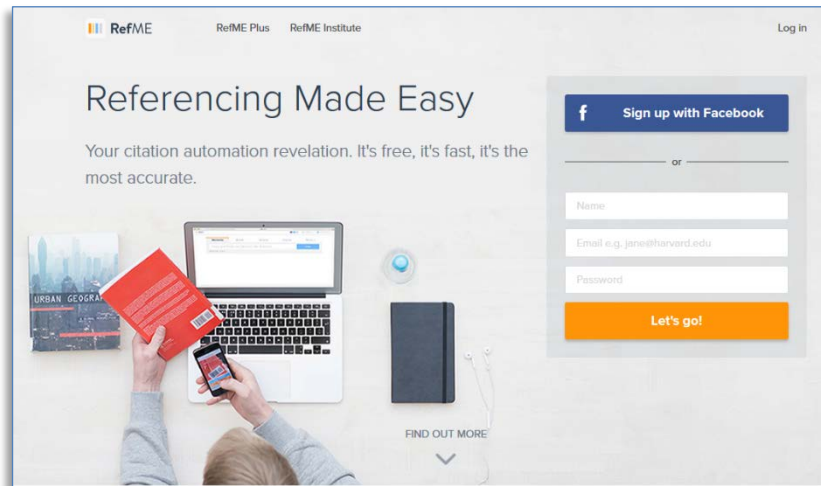 RefME
RefME Plus
RefME Institute
Log in
Referencing Made Easy
Your citation automation revelation. It's free, it's fast, it's the
most accurate.
f Sign up with Facebook
or
Name
Email e.g. jane@harvard.edu
Password
Let's go!
URBAN GEOGRA
FIND OUT MORE